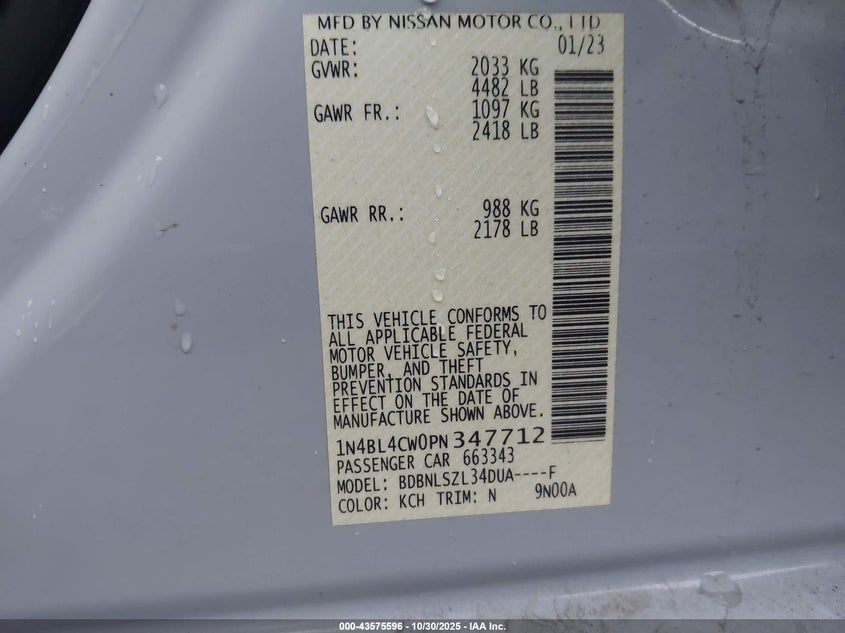 MFD BY NISSAN MOTOR CO., LTD
DATE: 01/23
GVWR: 2033 KG
4482 LB
GAWR FR.: 1097 KG
2418 LB
GAWR RR.: 988 KG
2178 LB
THIS VEHICLE CONFORMS TO
ALL APPLICABLE FEDERAL
MOTOR VEHICLE SAFETY,
BUMPER, AND THEFT
PREVENTION STANDARDS IN
EFFECT ON THE DATE OF
MANUFACTURE SHOWN ABOVE.
1N4BL4CW0PN347712
PASSENGER CAR 663343
MODEL: BDBNLSZL34DUA----F
COLOR: KCH TRIM: N 9N00A
000-43575596 - 10/30/2025 - IAA Inc.